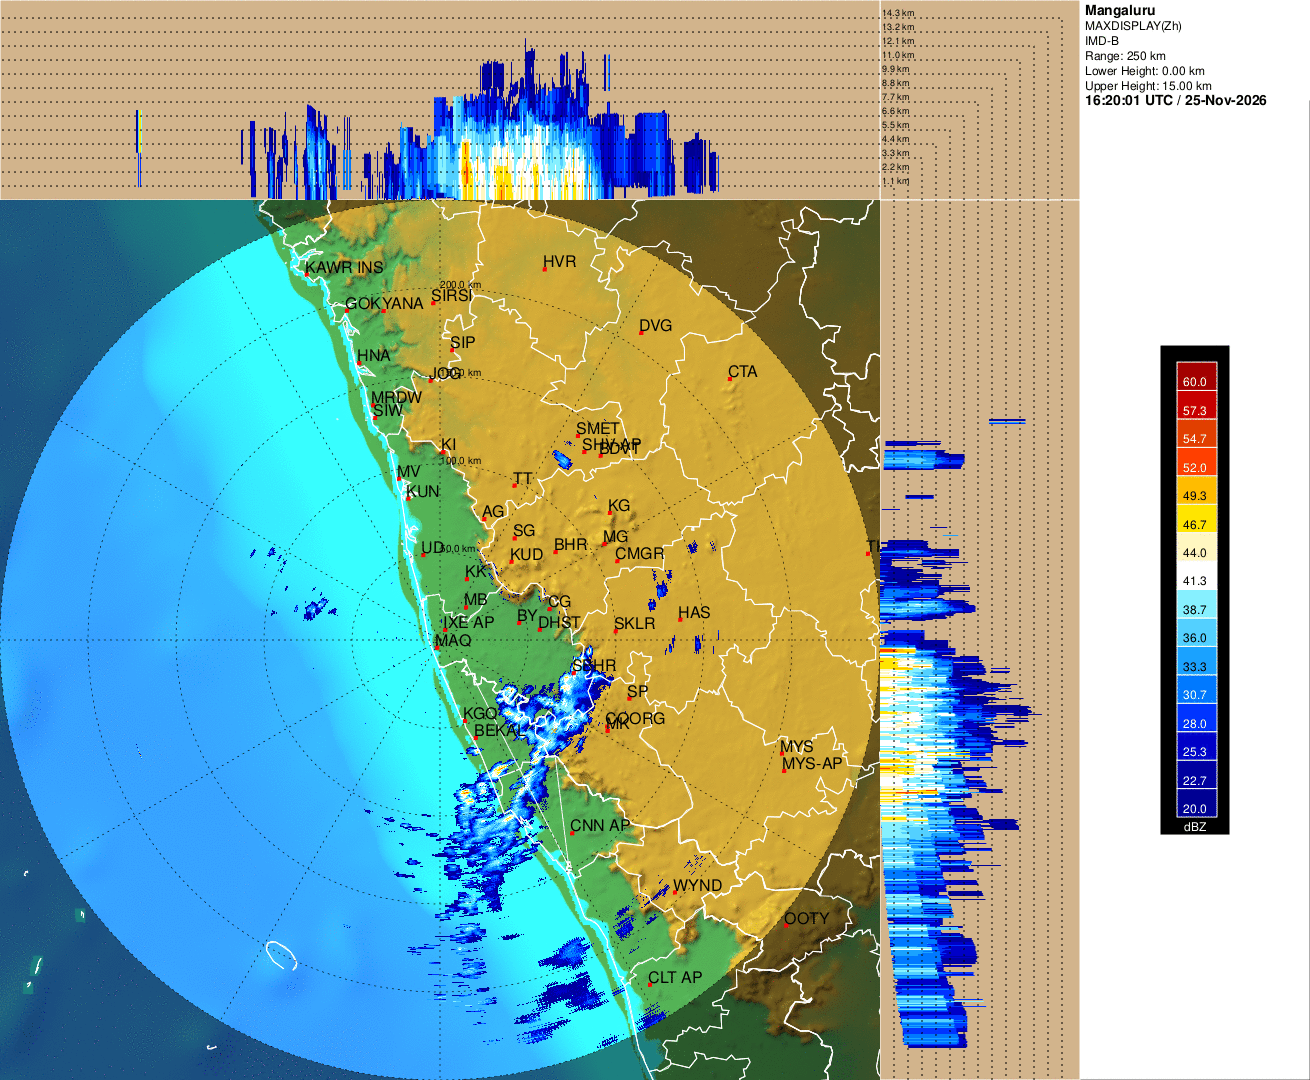 14.3 km
13.2 km
12.1 km
11.0 km
9.9 km
8.8 km
7.7 km
6.6 km
5.5 km
4.4 km
3.3 km
2.2 km
1.1 km
Mangaluru
MAXDISPLAY(Zh)
IMD-B
Range: 250 km
Lower Height: 0.00 km
Upper Height: 15.00 km
16:20:01 UTC / 25-Nov-2026
KAWR INS
HVR
200.0 km
GOKYANA
SIRSI
DVG
SIP
HNA
JOG
CTA
MRDW
SIW
SMET
SHV-AP
BDVT
KI
100.0 km
MV
TT
KUN
AG
KG
SG
MG
UD
50.0 km
KUD
BHR
CMGR
KK
MB
CG
IXE AP
BY
DHST
SKLR
HAS
MAQ
SP
KGQ
COORG
MK
BEKAL
MYS
MYS-AP
CNN AP
WYND
OOTY
CLT AP
60.0
57.3
54.7
52.0
49.3
46.7
44.0
41.3
38.7
36.0
33.3
30.7
28.0
25.3
22.7
20.0
dBZ